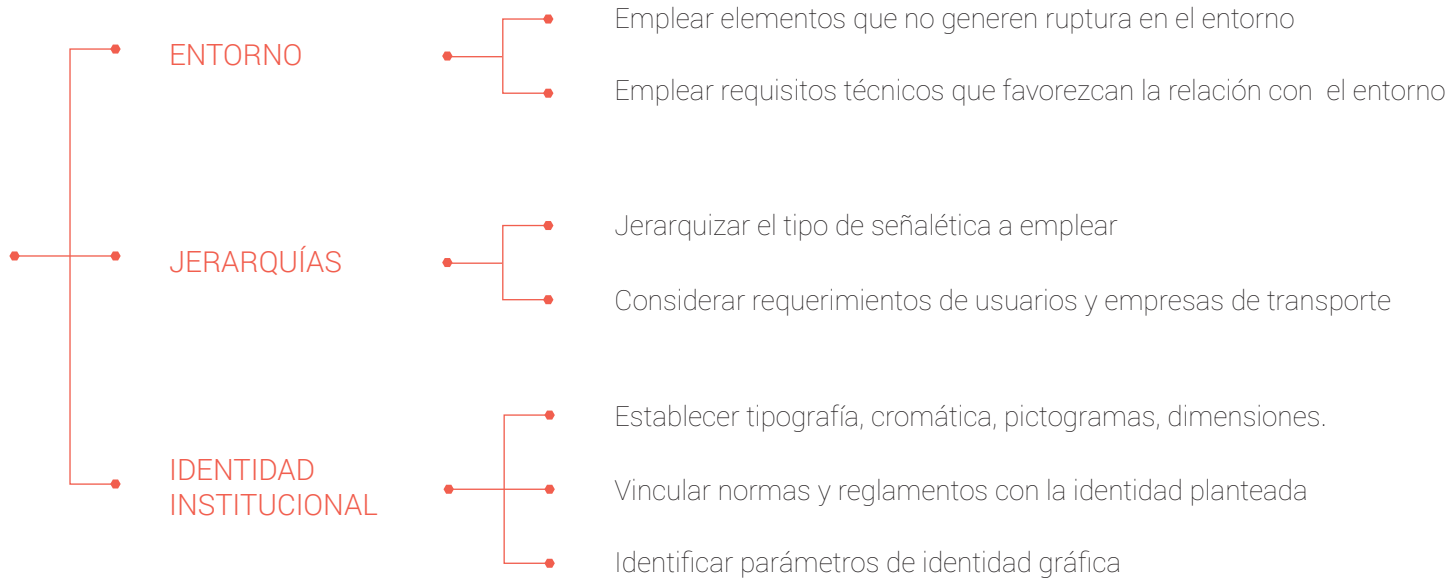 ENTORNO
Emplear elementos que no generen ruptura en el entorno
Emplear requisitos técnicos que favorezcan la relación con  el entorno
JERARQUÍAS
Jerarquizar el tipo de señalética a emplear
Considerar requerimientos de usuarios y empresas de transporte
IDENTIDAD
INSTITUCIONAL
Establecer tipografía, cromática, pictogramas, dimensiones.
Vincular normas y reglamentos con la identidad planteada
Identificar parámetros de identidad gráfica